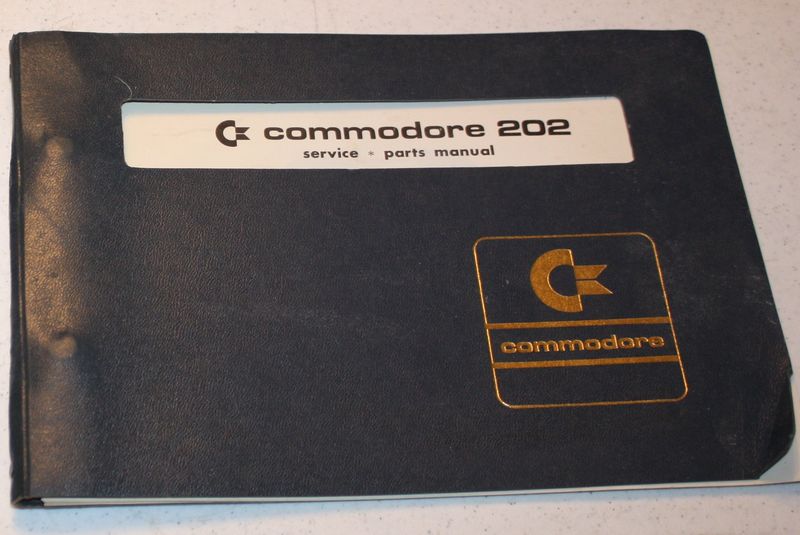 commodore 202
service * parts manual
commodore